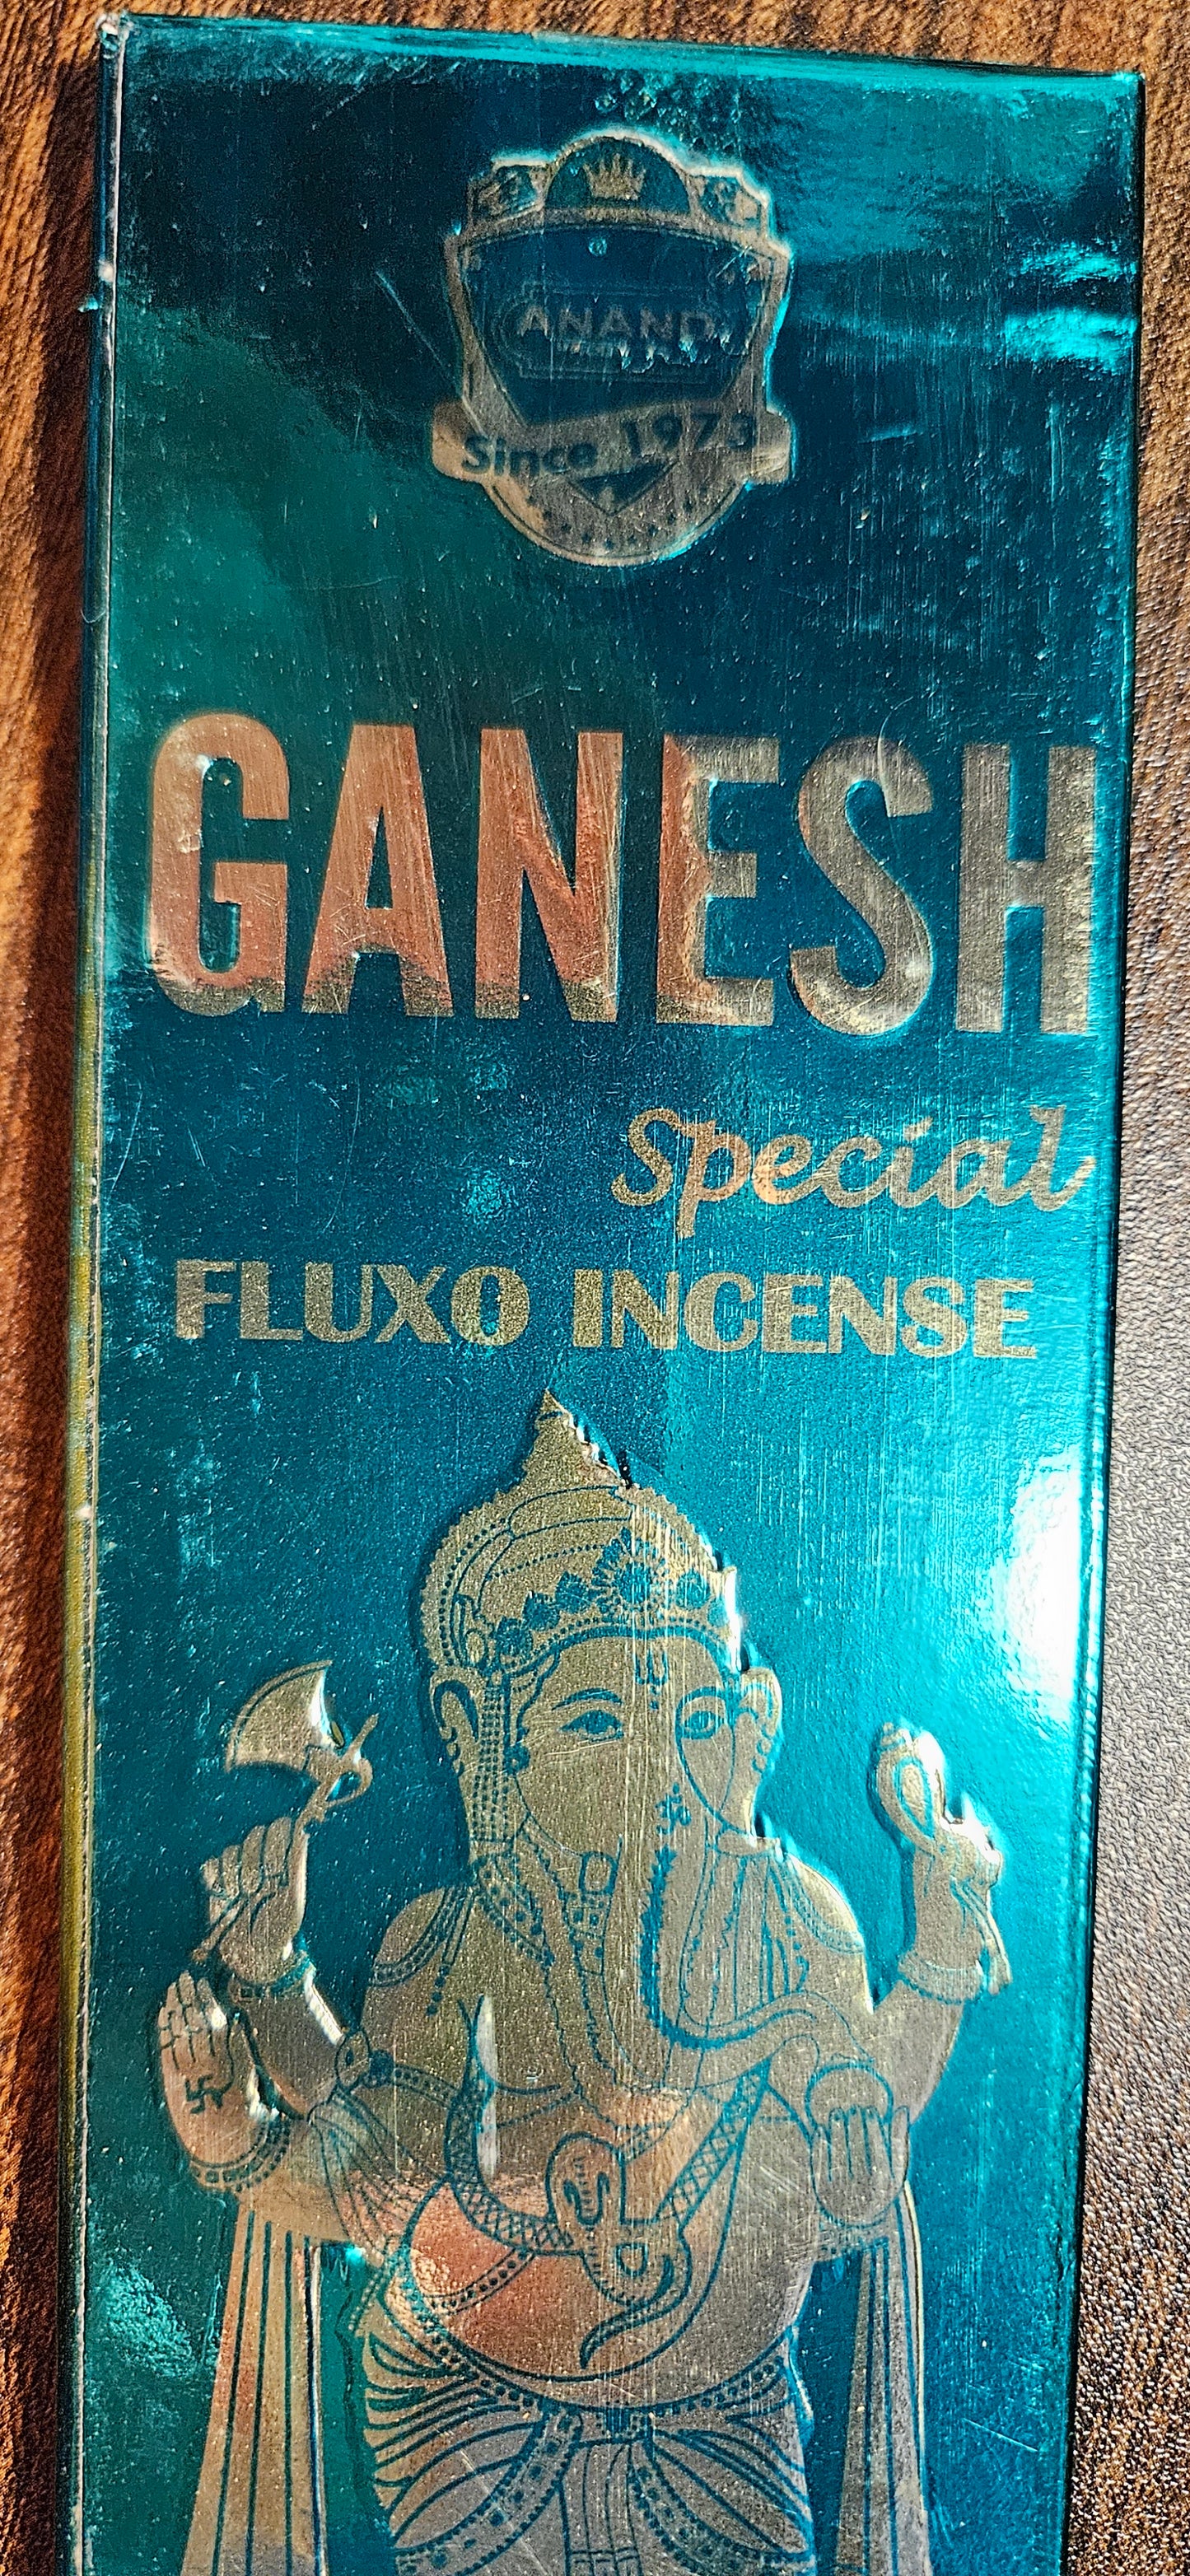 ANAND
Since 1973
GANESH
Special
FLUXO INCENSE